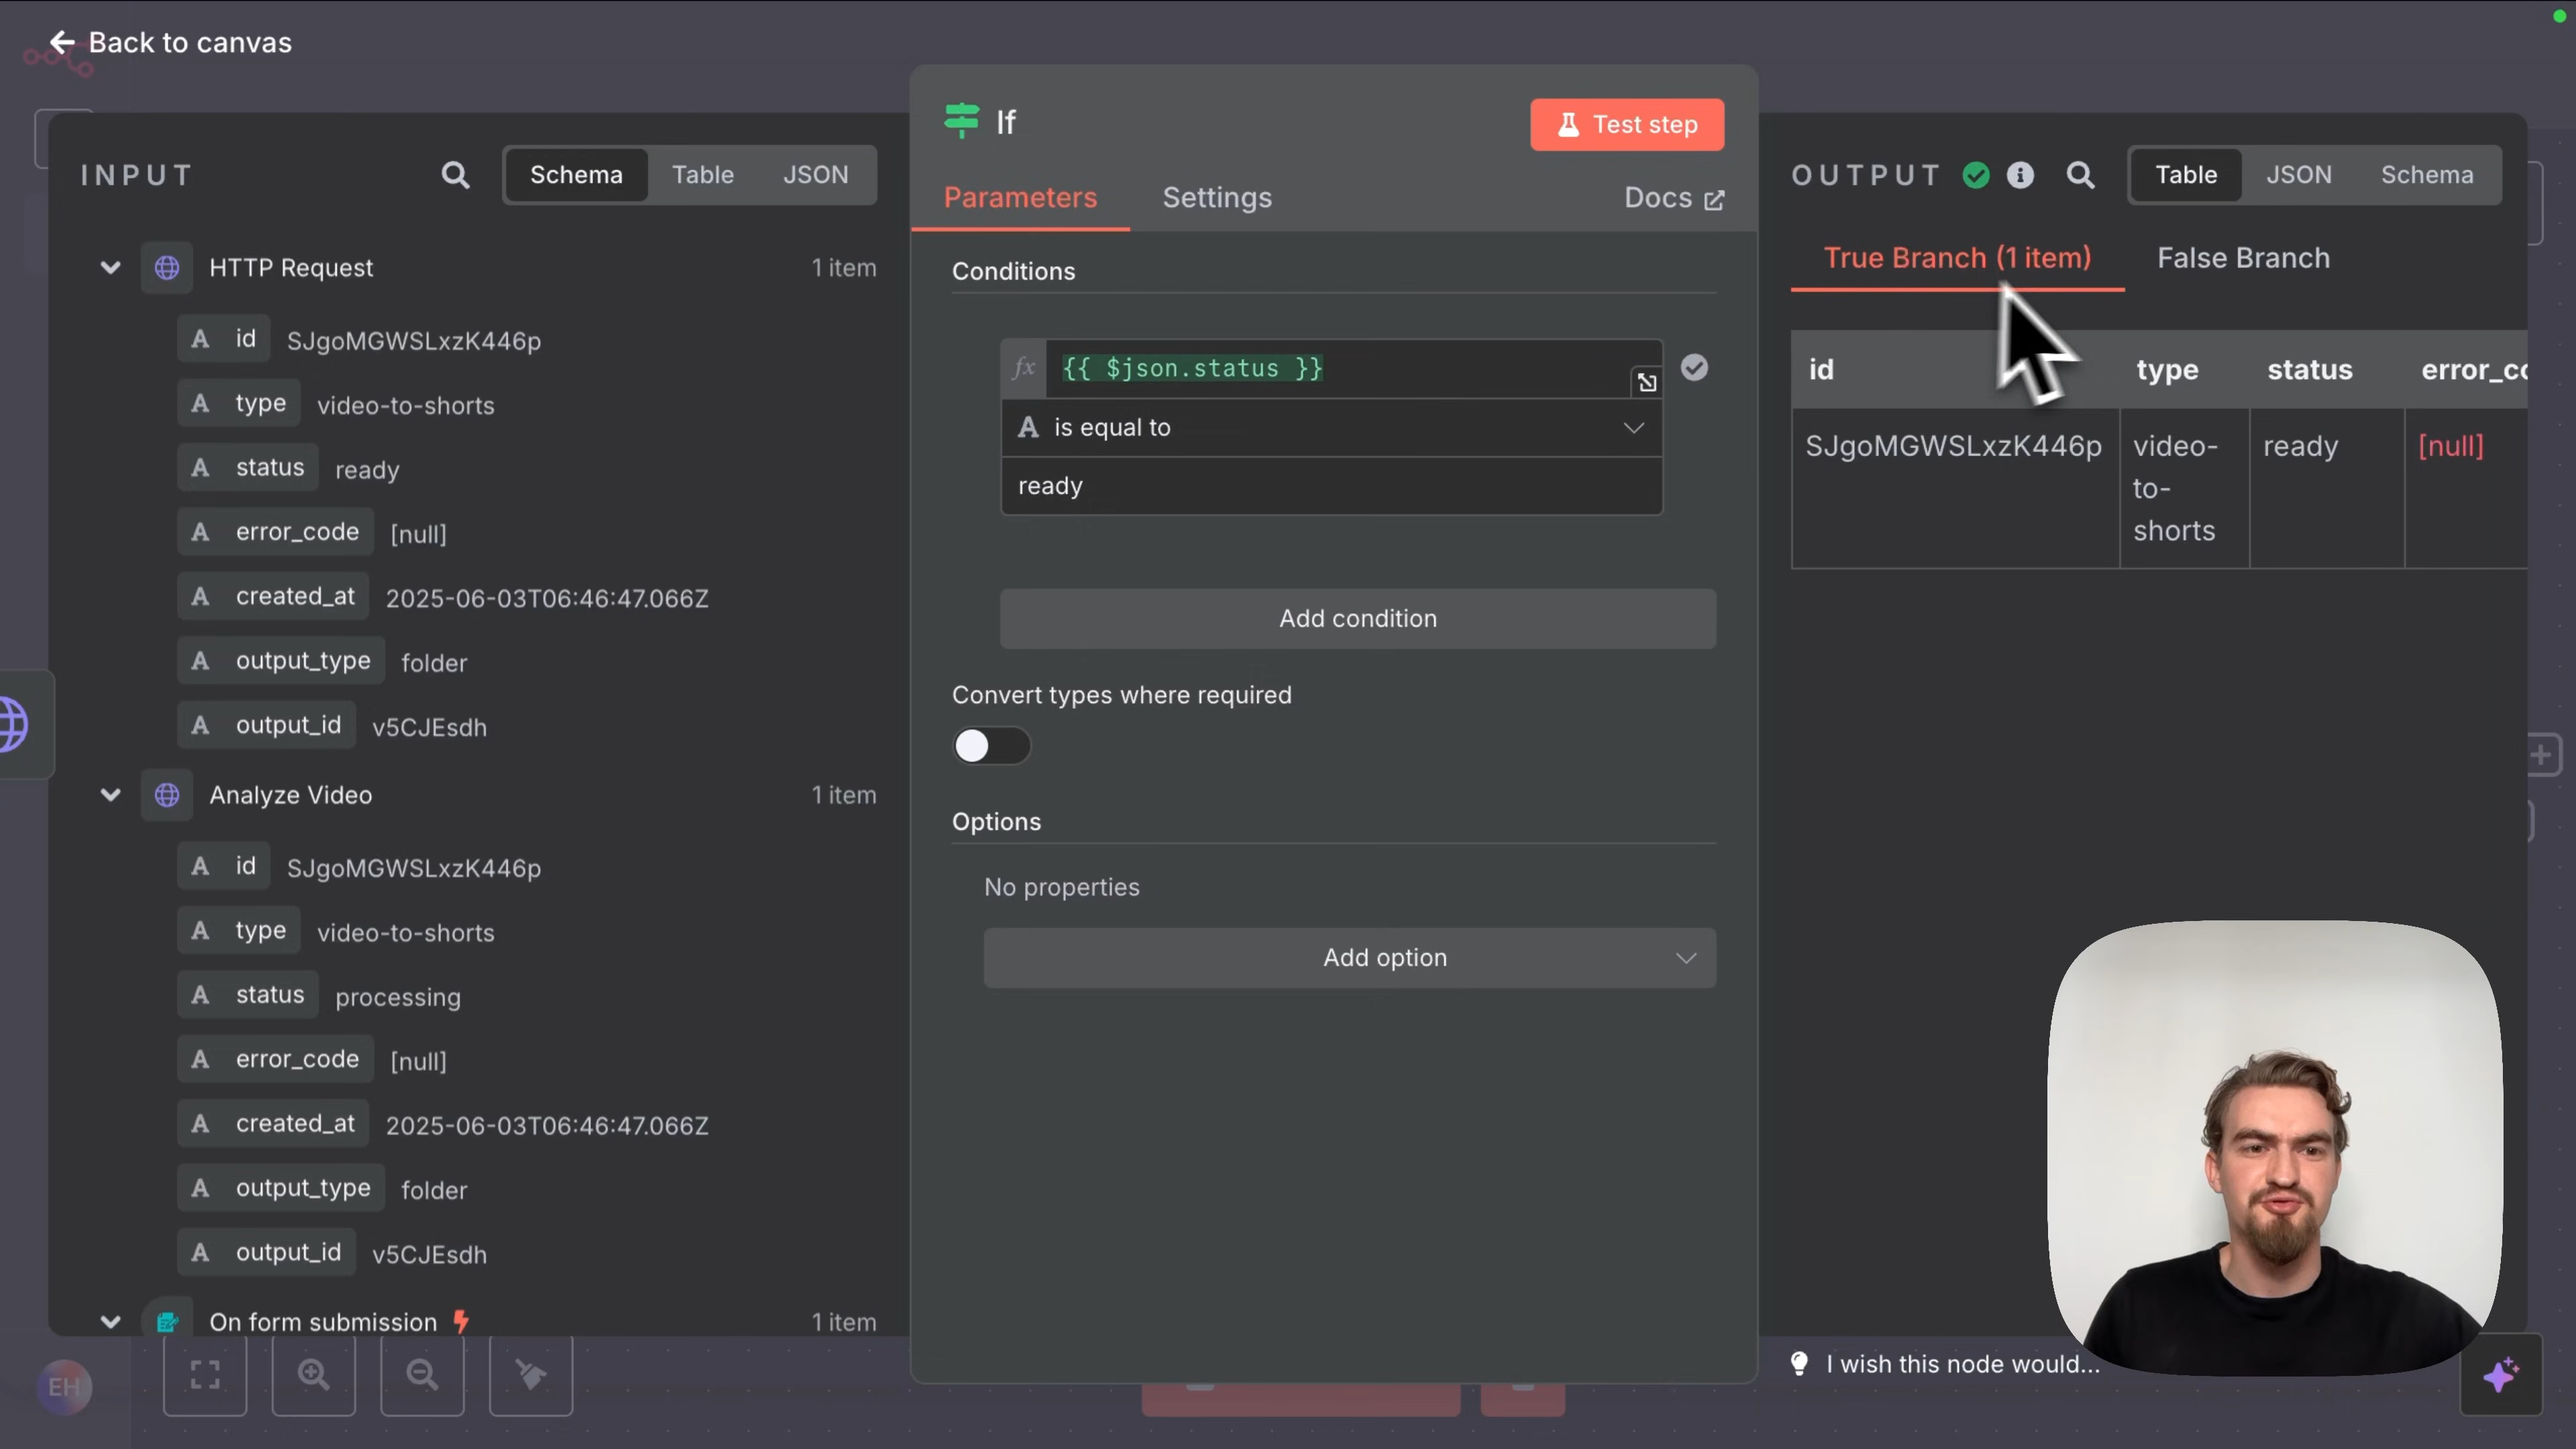 Back to canvas
INPUT
Schema
Table
JSON
HTTP Request
1 item
A id SJgoMGWSLxzK446p
A type video-to-shorts
A status ready
A error_code [null]
A created_at 2025-06-03T06:46:47.066Z
A output_type folder
A output_id v5CJEsdh
Analyze Video
1 item
A id SJgoMGWSLxzK446p
A type video-to-shorts
A status processing
A error_code [null]
A created_at 2025-06-03T06:46:47.066Z
A output_type folder
A output_id v5CJEsdh
On form submission
1 item
EH
If
Test step
Parameters
Settings
Docs
Conditions
fx {{ $json.status }}
A is equal to
ready
Add condition
Convert types where required
Options
No properties
Add option
OUTPUT
Table
JSON
Schema
True Branch (1 item)
False Branch
id type status error_co
SJgoMGWSLxzK446p
video-
to-
shorts
ready
[null]
I wish this node would...